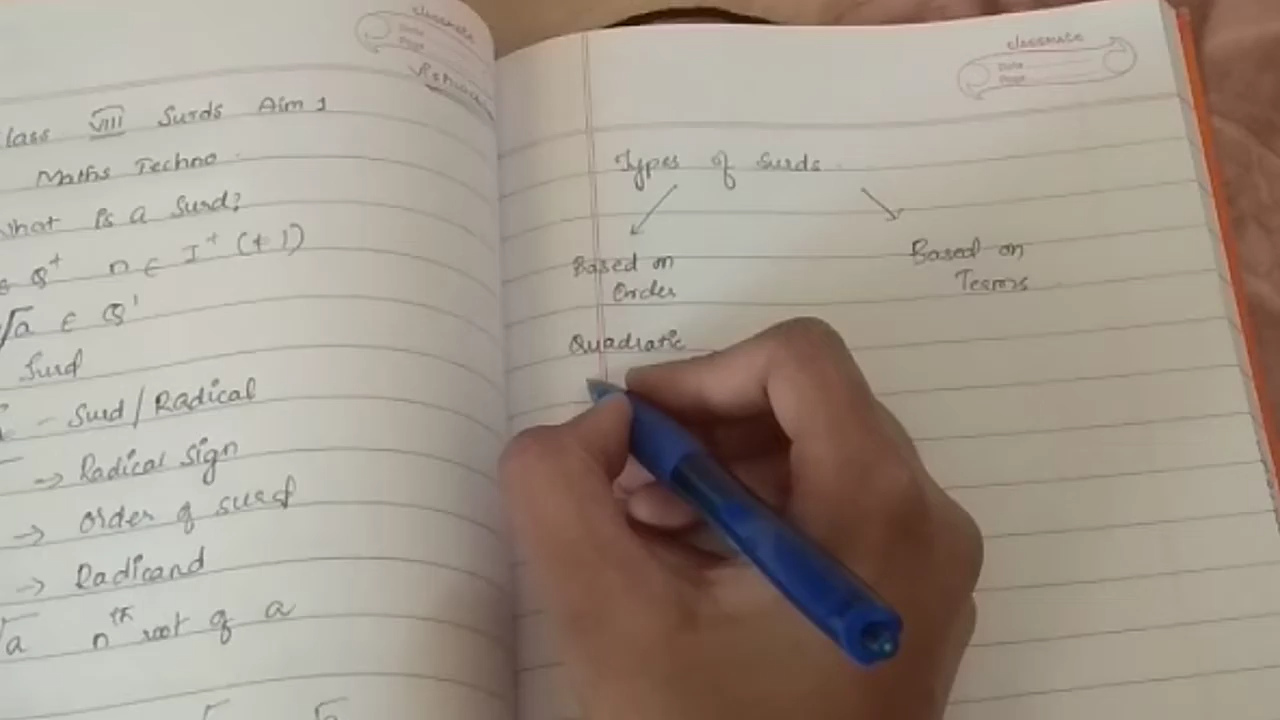 classmate
Date
Page
lass VIII Surds Aim 1
Maths Techno
What is a Surd?
Q⁺ n ∈ I⁺ (≠ 1)
√a ∈ Q'
Surd
- Surd / Radical
→ Radical Sign
→ Order of surd
→ Radicand
√a nth root of a
classmate
Date
Page
Types of Surds
Based on
Order
Based on
Terms
Quadratic